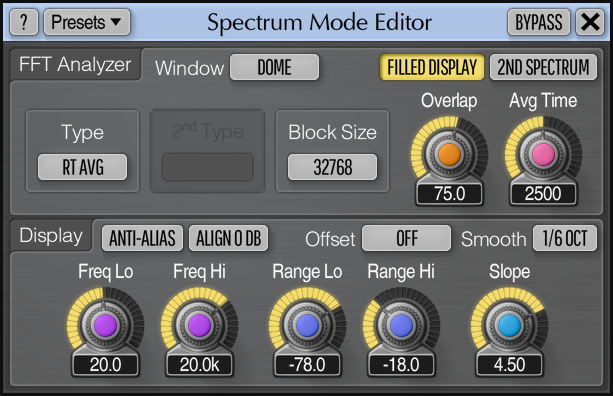 ? Presets ▼ Spectrum Mode Editor BYPASS X
FFT Analyzer Window DOME FILLED DISPLAY 2ND SPECTRUM
Overlap Avg Time
Type 2nd Type Block Size
RT AVG 32768
75.0 2500
Display ANTI-ALIAS ALIGN 0 DB Offset OFF Smooth 1/6 OCT
Freq Lo Freq Hi Range Lo Range Hi Slope
20.0 20.0k -78.0 -18.0 4.50